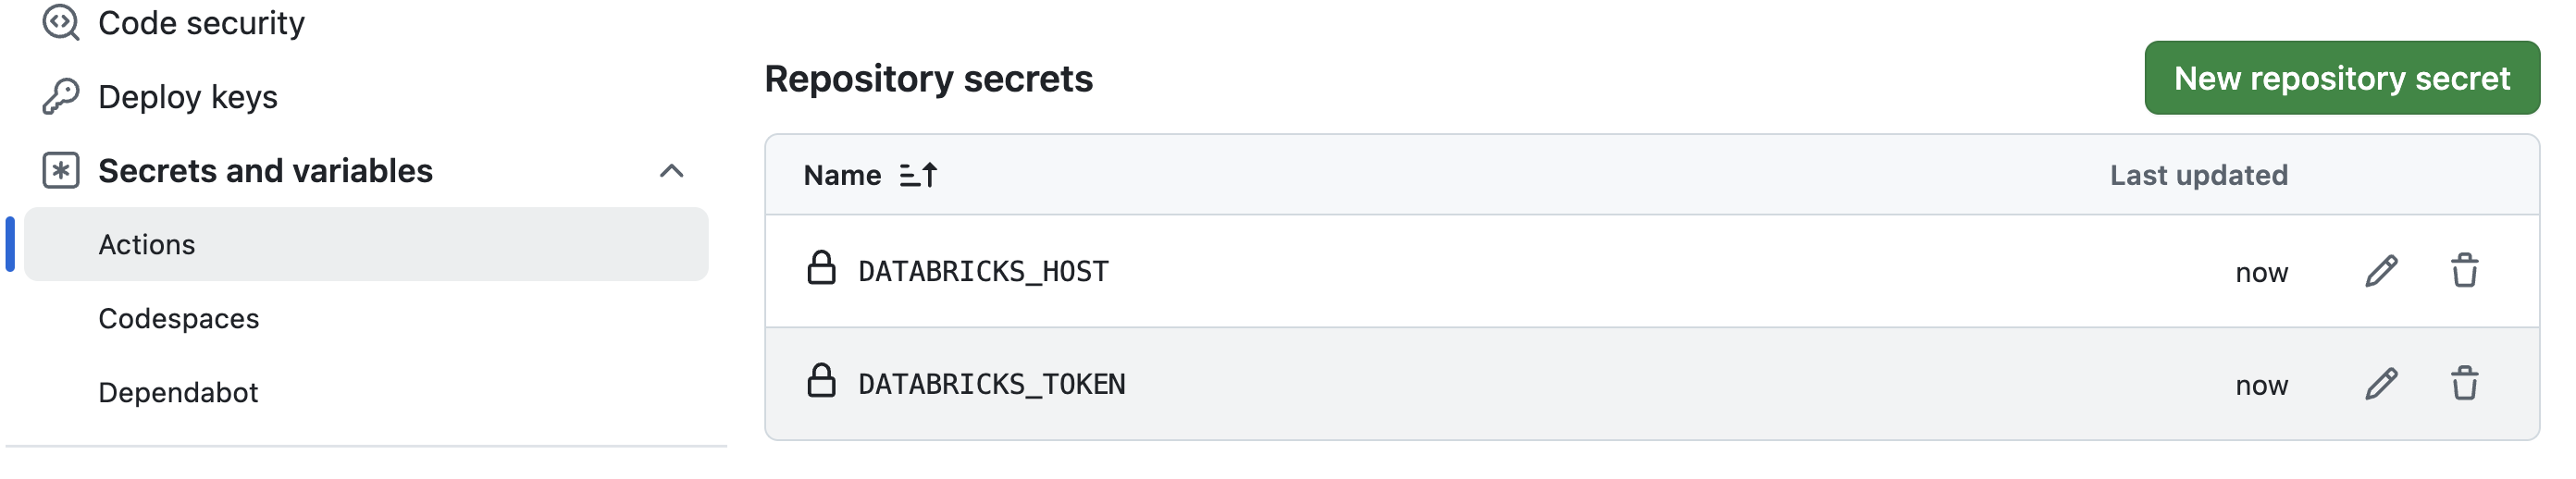 Code security
Deploy keys
Secrets and variables
Actions
Codespaces
Dependabot
Repository secrets
New repository secret
Name
Last updated
DATABRICKS_HOST
now
DATABRICKS_TOKEN
now